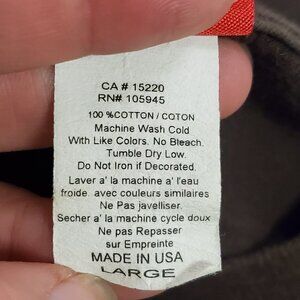 CA # 15220
RN# 105945
100 %COTTON / COTON
Machine Wash Cold
With Like Colors. No Bleach.
Tumble Dry Low.
Do Not Iron if Decorated.
Laver a' la machine a' l'eau
froide, avec couleurs similaires
Ne Pas javelliser.
Secher a' la machine cycle doux
Ne pas Repasser
sur Empreinte
MADE IN USA
LARGE